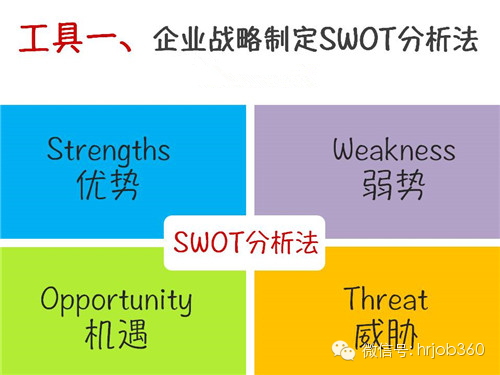 工具一、企业战略制定SWOT分析法
Strengths
优势
Weakness
弱势
SWOT分析法
Opportunity
机遇
Threat
威胁
微信号: hrjob360